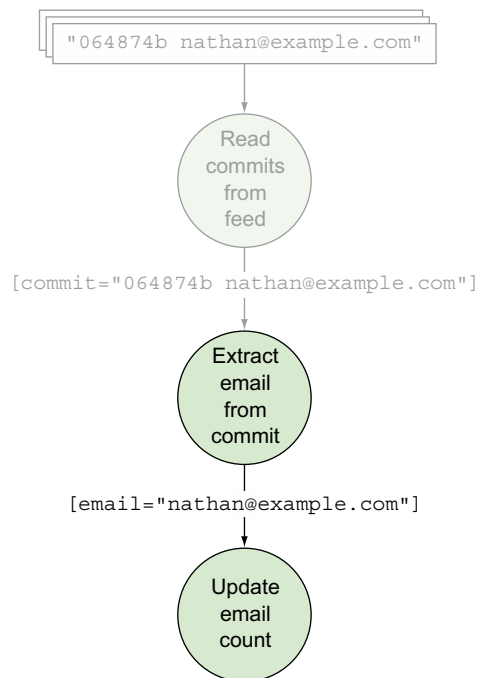 "064874b nathan@example.com"
Read
commits
from
feed
[commit="064874b nathan@example.com"]
Extract
email
from
commit
[email="nathan@example.com"]
Update
email
count